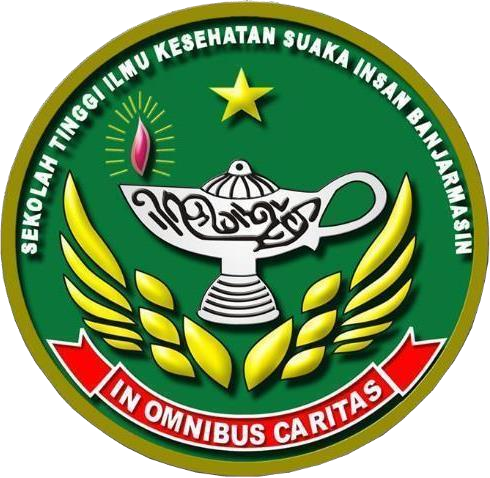 SEKOLAH TINGGI ILMU KESEHATAN SUAKA INSAN BANJARMASIN
IN OMNIBUS CARITAS